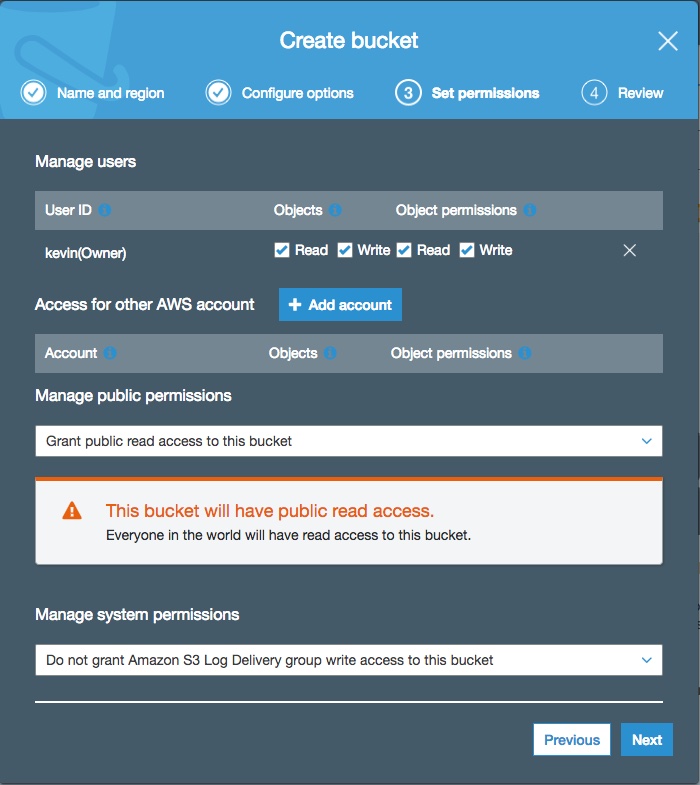 Create bucket
Name and region Configure options 3 Set permissions 4 Review
Manage users
User ID Objects Object permissions
kevin(Owner) Read Write Read Write
Access for other AWS account + Add account
Account Objects Object permissions
Manage public permissions
Grant public read access to this bucket
This bucket will have public read access.
Everyone in the world will have read access to this bucket.
Manage system permissions
Do not grant Amazon S3 Log Delivery group write access to this bucket
Previous Next